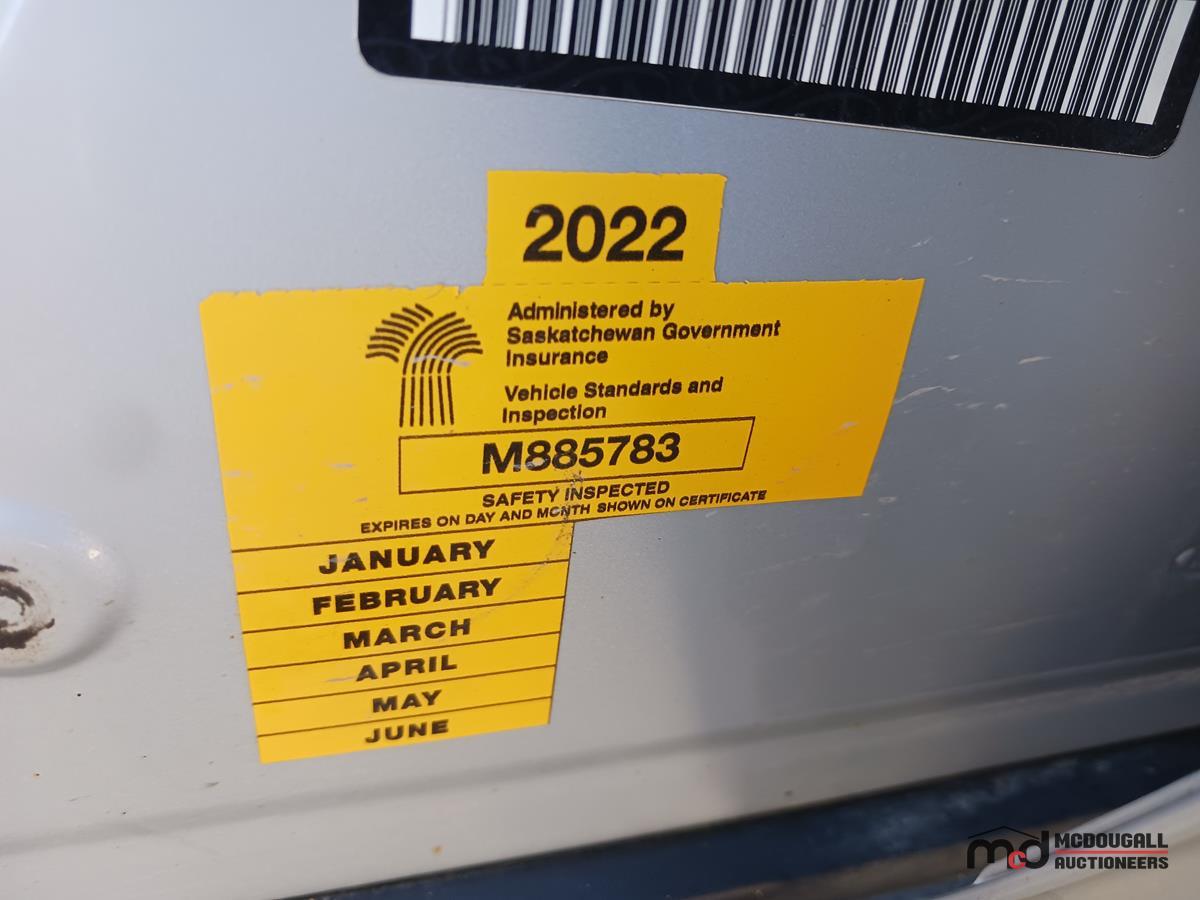 2022
Administered by
Saskatchewan Government
Insurance
Vehicle Standards and
Inspection
M885783
SAFETY INSPECTED
EXPIRES ON DAY AND MONTH SHOWN ON CERTIFICATE
JANUARY
FEBRUARY
MARCH
APRIL
MAY
JUNE
mcd MCDOUGALL
AUCTIONEERS